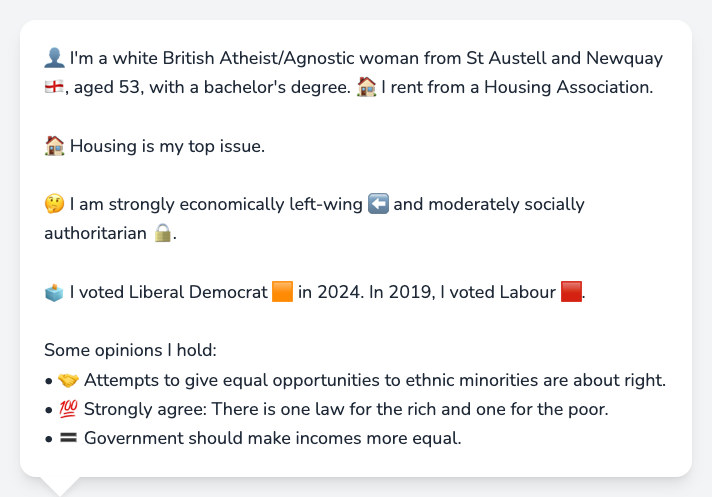 👤 I'm a white British Atheist/Agnostic woman from St Austell and Newquay
🏴󠁧󠁢󠁥󠁮󠁧󠁿, aged 53, with a bachelor's degree. 🏠 I rent from a Housing Association.
🏠 Housing is my top issue.
🤔 I am strongly economically left-wing ⬅️ and moderately socially
authoritarian 🔒.
🗳️ I voted Liberal Democrat 🟧 in 2024. In 2019, I voted Labour 🟥.
Some opinions I hold:
• 🤝 Attempts to give equal opportunities to ethnic minorities are about right.
• 💯 Strongly agree: There is one law for the rich and one for the poor.
• 🟰 Government should make incomes more equal.